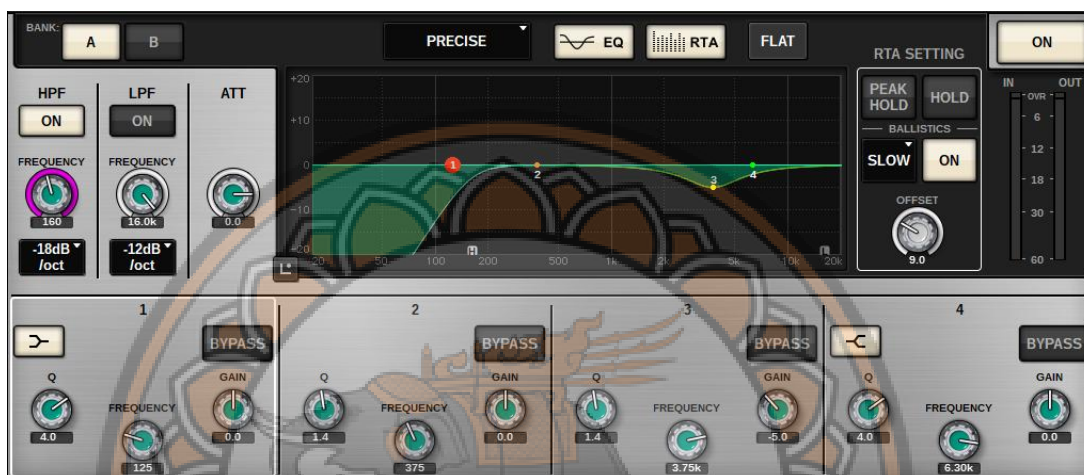 BANK:
A
B
PRECISE
EQ
RTA
FLAT
RTA SETTING
ON
HPF
LPF
ATT
ON
ON
FREQUENCY
FREQUENCY
160
16.0k
0.0
-18dB
/oct
-12dB
/oct
+20
+10
0
-10
-20
20
50
100
200
500
1k
2k
5k
10k
20k
1
2
3
4
H
L
PEAK
HOLD
HOLD
BALLISTICS
SLOW
ON
OFFSET
9.0
IN
OUT
OVR
6
12
18
30
60
1
BYPASS
Q
GAIN
FREQUENCY
4.0
0.0
125
2
BYPASS
Q
GAIN
FREQUENCY
1.4
0.0
375
3
BYPASS
Q
GAIN
FREQUENCY
1.4
-5.0
3.75k
4
BYPASS
Q
GAIN
FREQUENCY
4.0
0.0
6.30k